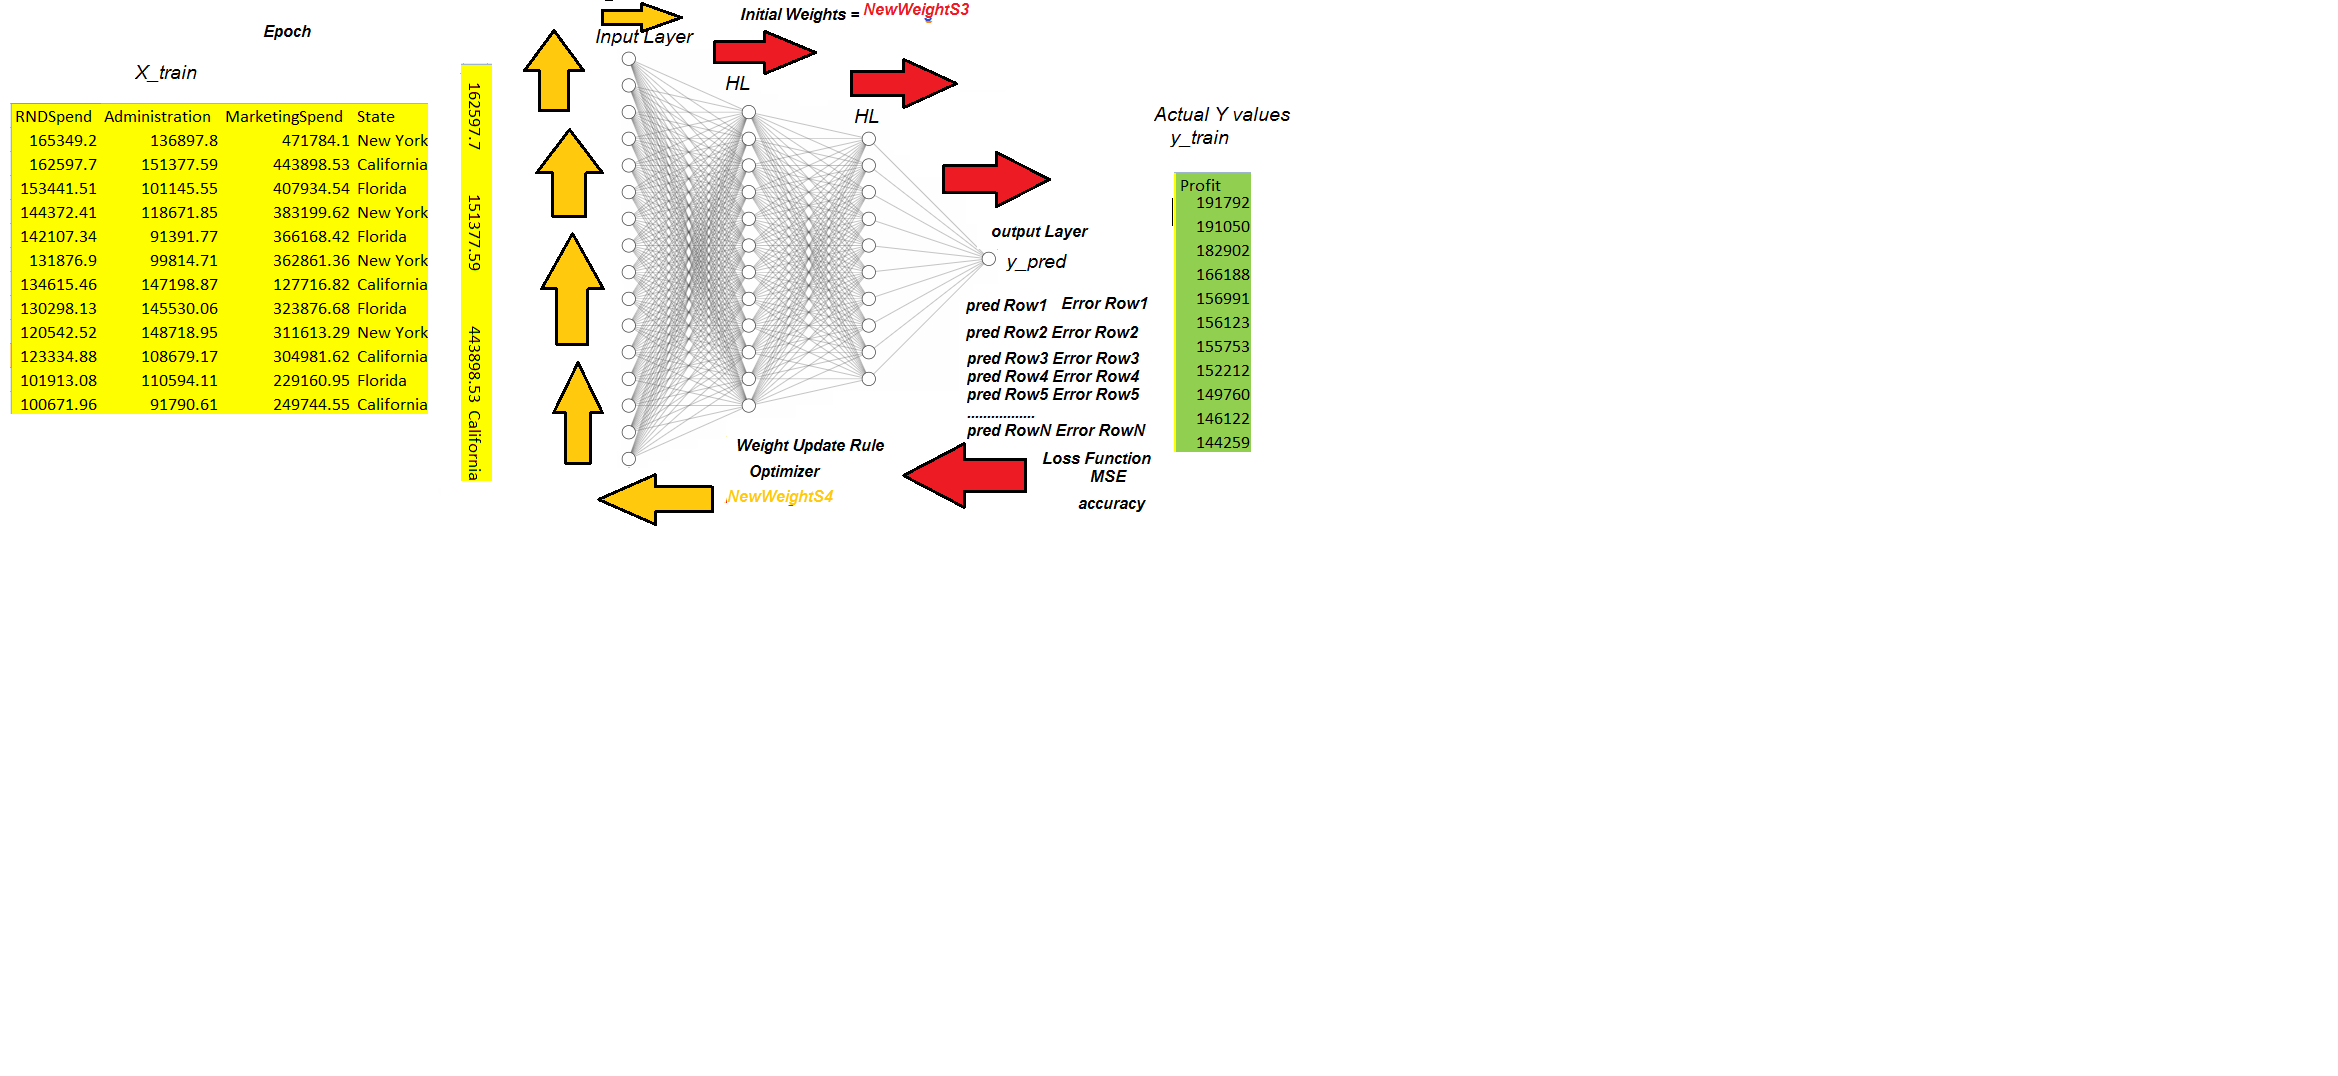 Epoch
X_train
RNDSpend Administration MarketingSpend State
165349.2 136897.8 471784.1 New York
162597.7 151377.59 443898.53 California
153441.51 101145.55 407934.54 Florida
144372.41 118671.85 383199.62 New York
142107.34 91391.77 366168.42 Florida
131876.9 99814.71 362861.36 New York
134615.46 147198.87 127716.82 California
130298.13 145530.06 323876.68 Florida
120542.52 148718.95 311613.29 New York
123334.88 108679.17 304981.62 California
101913.08 110594.11 229160.95 Florida
100671.96 91790.61 249744.55 California
162597.7 151377.59 443898.53 California
Initial Weights = NewWeightS3
Input Layer
HL
HL
output Layer
y_pred
pred Row1 Error Row1
pred Row2 Error Row2
pred Row3 Error Row3
pred Row4 Error Row4
pred Row5 Error Row5
.................
pred RowN Error RowN
Loss Function
MSE
accuracy
Weight Update Rule
Optimizer
NewWeightS4
Actual Y values
y_train
Profit
191792
191050
182902
166188
156991
156123
155753
152212
149760
146122
144259